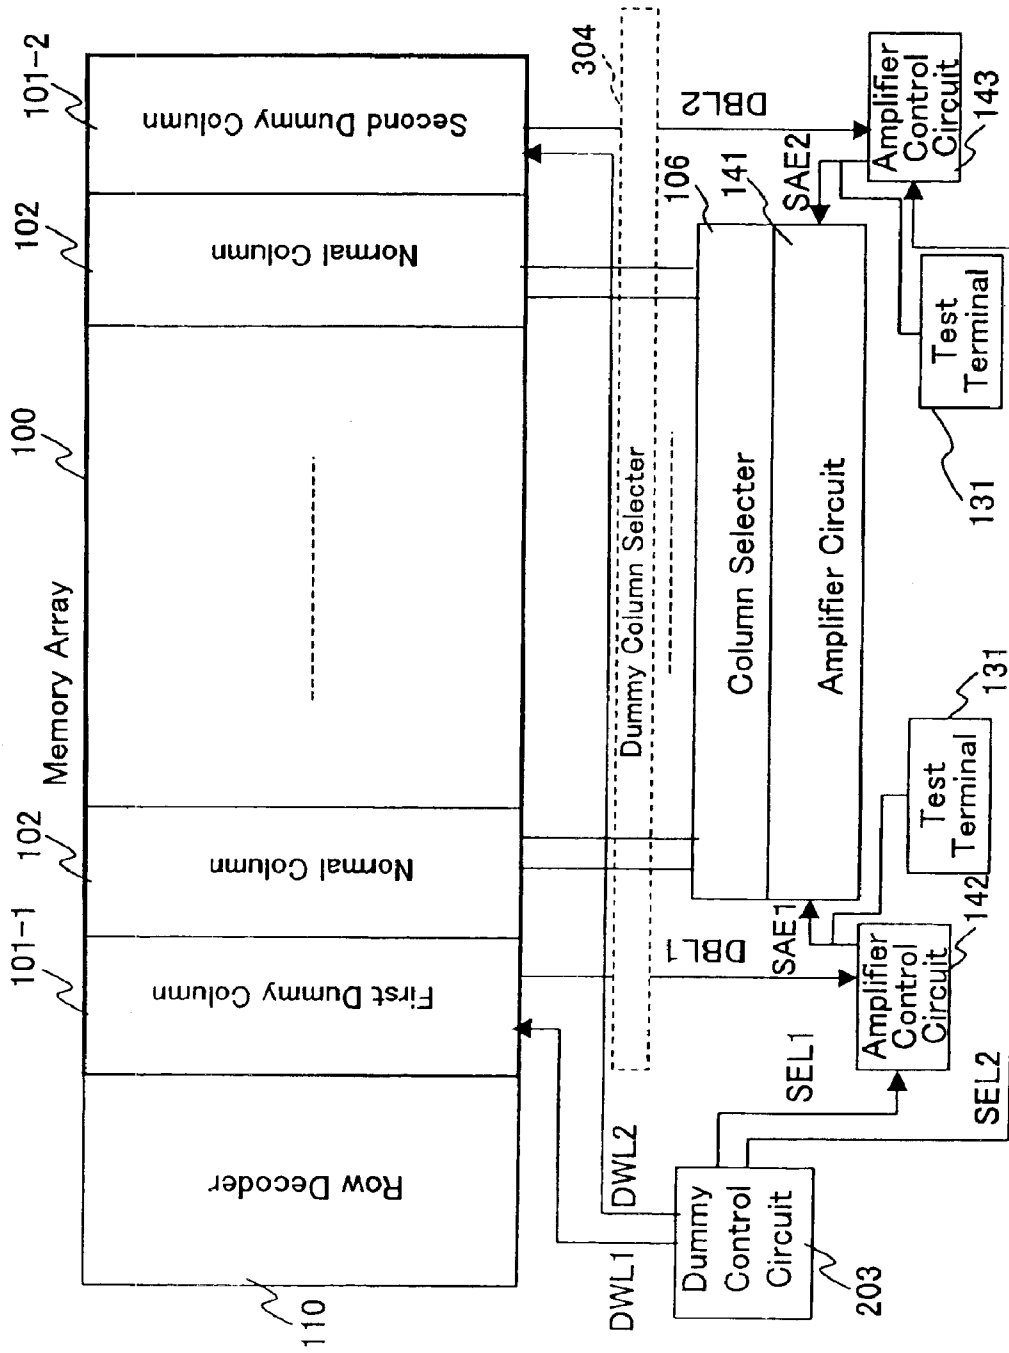 Memory Array
100
110
101-1
102
102
101-2
Row Decoder
First Dummy Column
Normal Column
Normal Column
Second Dummy Column
DWL1
DWL2
Dummy Column Selecter
304
Dummy
Control
Circuit
203
SEL1
SEL2
DBL1
DBL2
Column Selecter
106
Amplifier Circuit
141
SAE1
SAE2
Amplifier
Control
Circuit
142
Test
Terminal
131
Test
Terminal
131
Amplifier
Control
Circuit
143